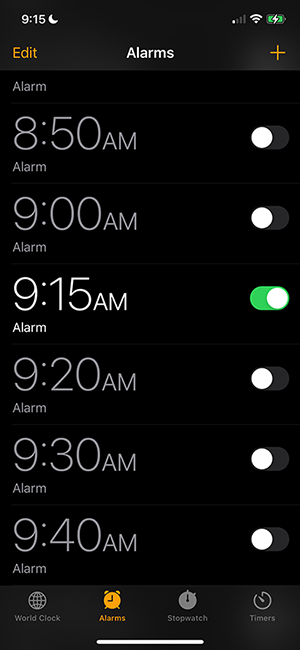 9:15
Edit Alarms +
Alarm
8:50AM
Alarm
9:00AM
Alarm
9:15AM
Alarm
9:20AM
Alarm
9:30AM
Alarm
9:40AM
Alarm
World Clock Alarms Stopwatch Timers